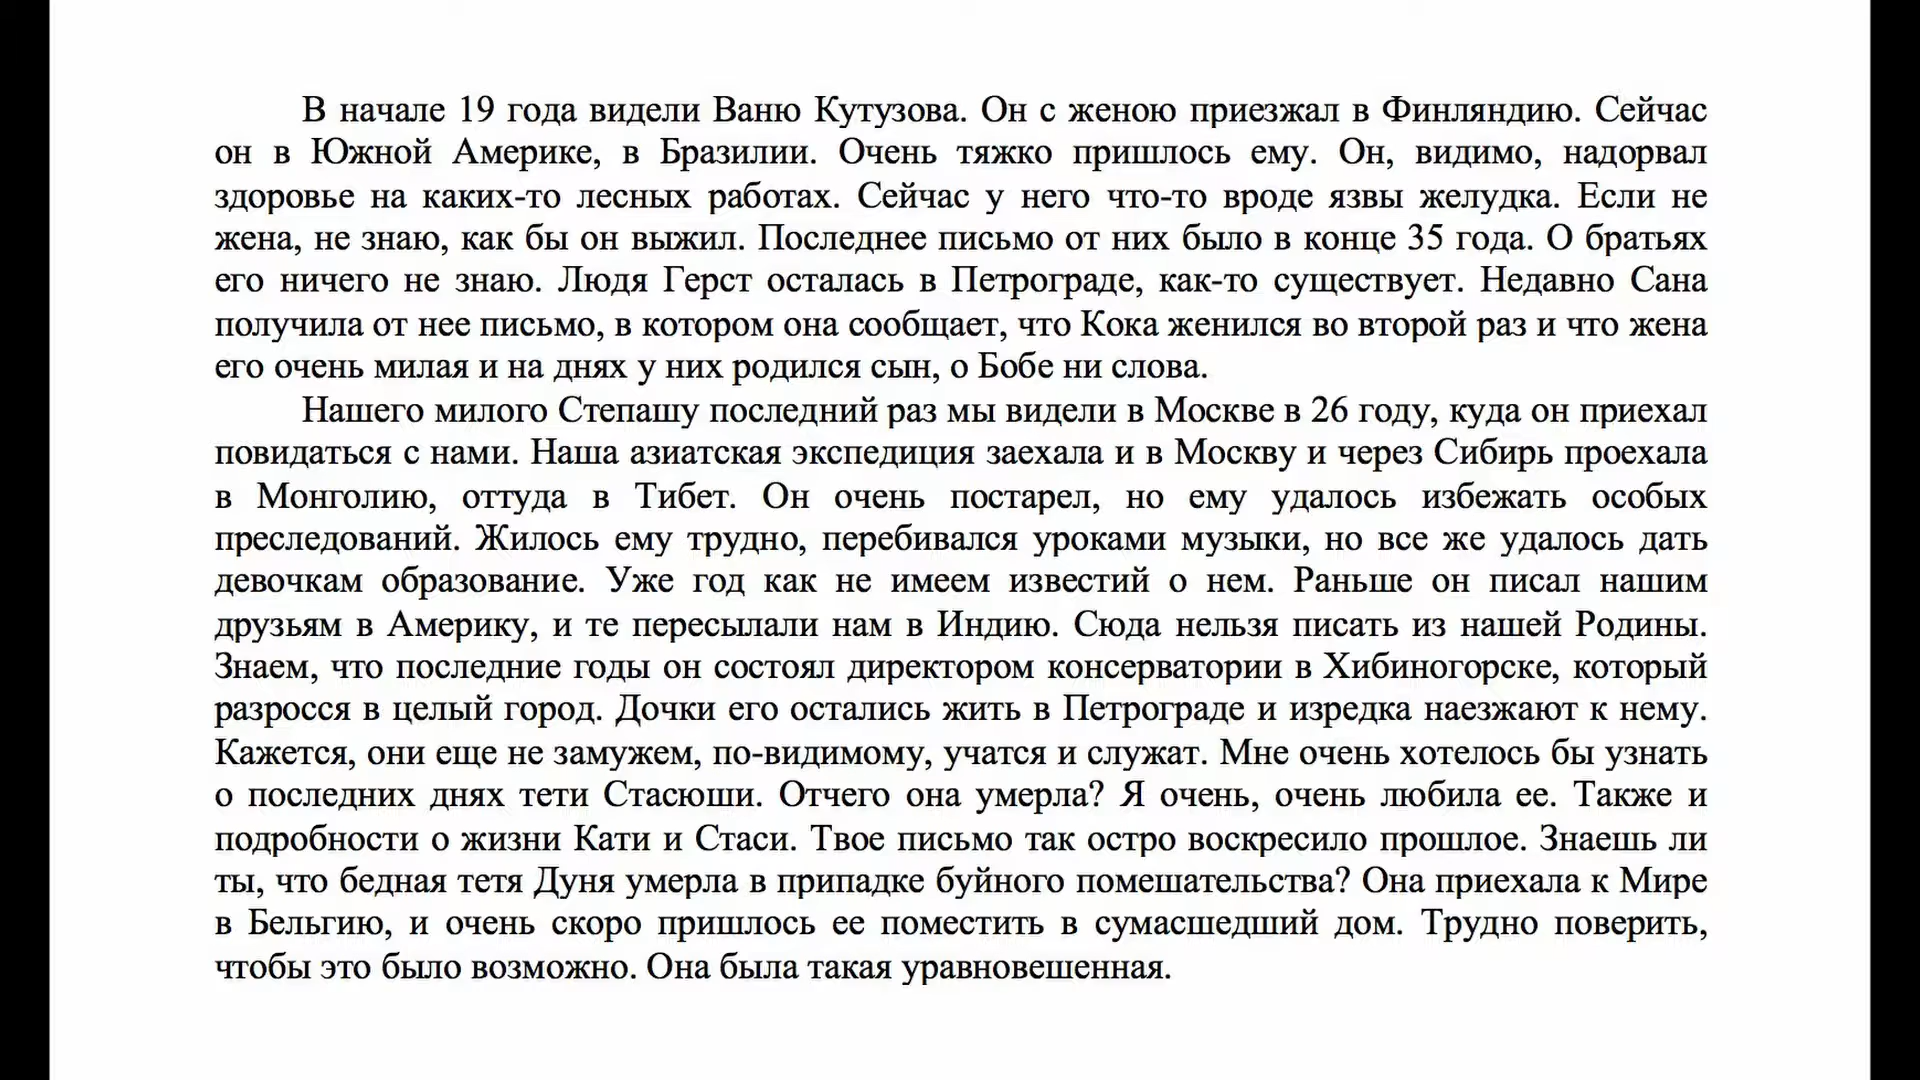 В начале 19 года видели Ваню Кутузова. Он с женою приезжал в Финляндию. Сейчас
он в Южной Америке, в Бразилии. Очень тяжко пришлось ему. Он, видимо, надорвал
здоровье на каких-то лесных работах. Сейчас у него что-то вроде язвы желудка. Если не
жена, не знаю, как бы он выжил. Последнее письмо от них было в конце 35 года. О братьях
его ничего не знаю. Людя Герст осталась в Петрограде, как-то существует. Недавно Сана
получила от нее письмо, в котором она сообщает, что Кока женился во второй раз и что жена
его очень милая и на днях у них родился сын, о Бобе ни слова.
Нашего милого Степашу последний раз мы видели в Москве в 26 году, куда он приехал
повидаться с нами. Наша азиатская экспедиция заехала и в Москву и через Сибирь проехала
в Монголию, оттуда в Тибет. Он очень постарел, но ему удалось избежать особых
преследований. Жилось ему трудно, перебивался уроками музыки, но все же удалось дать
девочкам образование. Уже год как не имеем известий о нем. Раньше он писал нашим
друзьям в Америку, и те пересылали нам в Индию. Сюда нельзя писать из нашей Родины.
Знаем, что последние годы он состоял директором консерватории в Хибиногорске, который
разросся в целый город. Дочки его остались жить в Петрограде и изредка наезжают к нему.
Кажется, они еще не замужем, по-видимому, учатся и служат. Мне очень хотелось бы узнать
о последних днях тети Стасюши. Отчего она умерла? Я очень, очень любила ее. Также и
подробности о жизни Кати и Стаси. Твое письмо так остро воскресило прошлое. Знаешь ли
ты, что бедная тетя Дуня умерла в припадке буйного помешательства? Она приехала к Мире
в Бельгию, и очень скоро пришлось ее поместить в сумасшедший дом. Трудно поверить,
чтобы это было возможно. Она была такая уравновешенная.